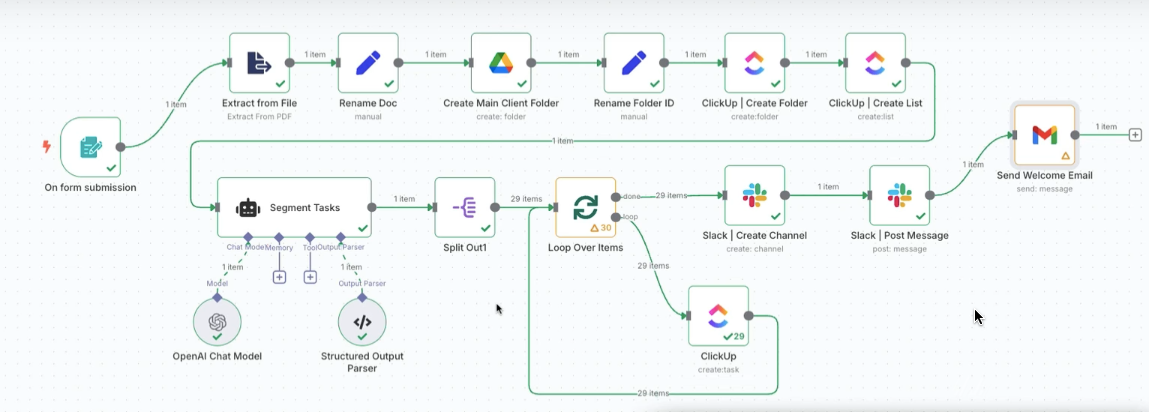 1 item
1 item
1 item
1 item
1 item
1 item
Extract from File
Extract From PDF
Rename Doc
manual
Create Main Client Folder
create: folder
Rename Folder ID
manual
ClickUp | Create Folder
create:folder
ClickUp | Create List
create:list
On form submission
1 item
1 item
Send Welcome Email
send: message
1 item
Segment Tasks
Chat Model
Memory
Tool
Output Parser
1 item
Split Out1
29 items
Loop Over Items
30
done
loop
29 items
Slack | Create Channel
create: channel
1 item
Slack | Post Message
post: message
1 item
1 item
Model
Output Parser
OpenAI Chat Model
Structured Output
Parser
29 items
29
ClickUp
create:task
29 items